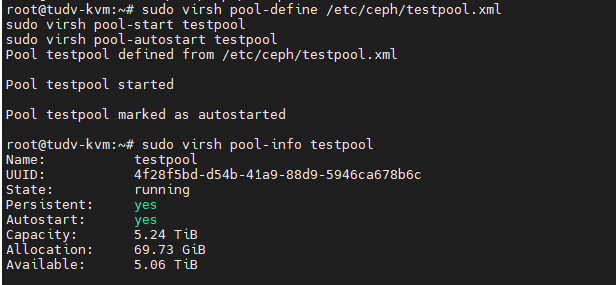 root@tudv-kvm:~# sudo virsh pool-define /etc/ceph/testpool.xml
sudo virsh pool-start testpool
sudo virsh pool-autostart testpool
Pool testpool defined from /etc/ceph/testpool.xml
Pool testpool started
Pool testpool marked as autostarted
root@tudv-kvm:~# sudo virsh pool-info testpool
Name:           testpool
UUID:           4f28f5bd-d54b-41a9-88d9-5946ca678b6c
State:          running
Persistent:     yes
Autostart:      yes
Capacity:       5.24 TiB
Allocation:     69.73 GiB
Available:      5.06 TiB